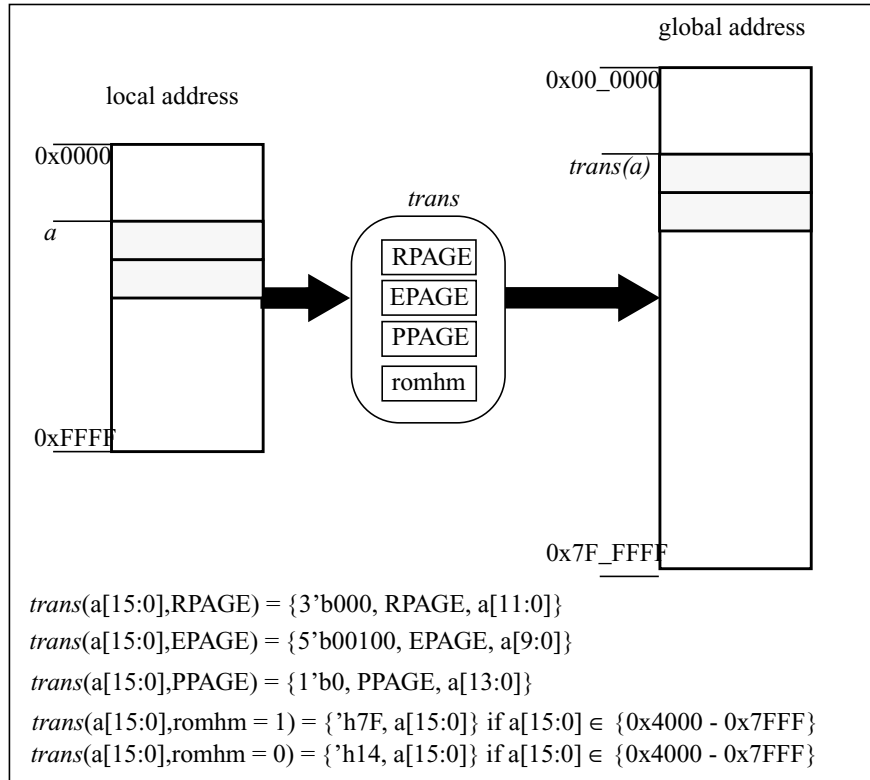 global address
0x00_0000
local address
0x0000
trans(a)
trans
a
RPAGE
EPAGE
PPAGE
romhm
0xFFFF
0x7F_FFFF
trans(a[15:0],RPAGE) = {3’b000, RPAGE, a[11:0]}
trans(a[15:0],EPAGE) = {5’b00100, EPAGE, a[9:0]}
trans(a[15:0],PPAGE) = {1’b0, PPAGE, a[13:0]}
trans(a[15:0],romhm = 1) = {’h7F, a[15:0]} if a[15:0] ∈ {0x4000 - 0x7FFF}
trans(a[15:0],romhm = 0) = {’h14, a[15:0]} if a[15:0] ∈ {0x4000 - 0x7FFF}